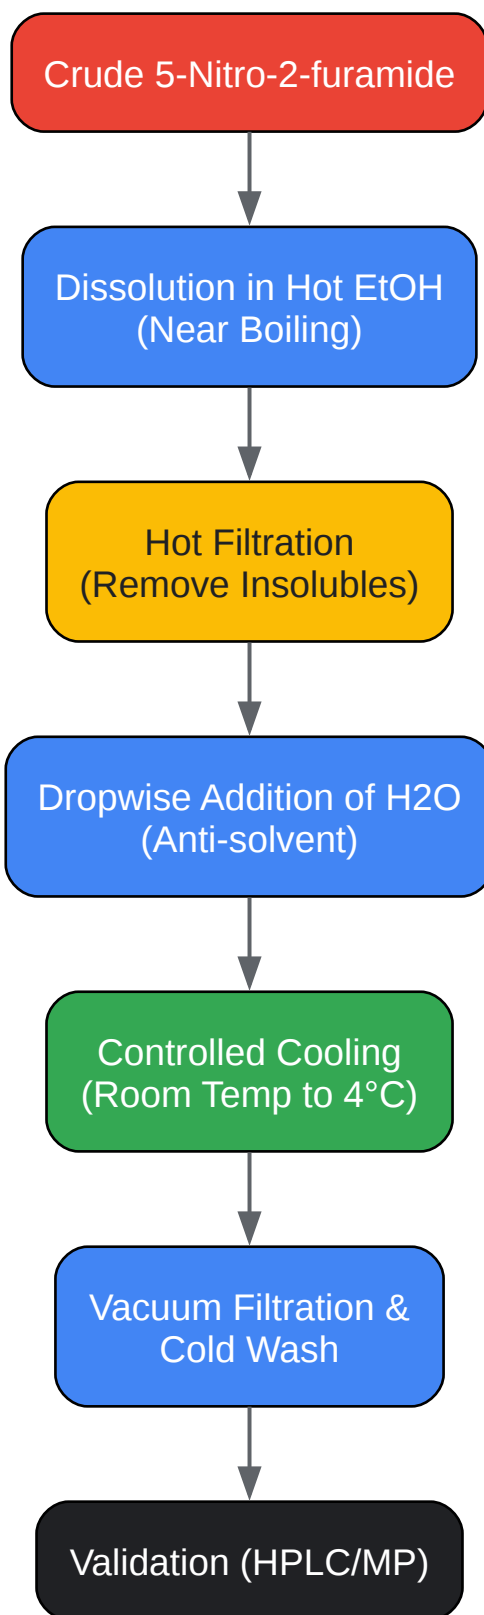 Crude 5-Nitro-2-furamide
Dissolution in Hot EtOH
(Near Boiling)
Hot Filtration
(Remove Insolubles)
Dropwise Addition of H2O
(Anti-solvent)
Controlled Cooling
(Room Temp to 4°C)
Vacuum Filtration &
Cold Wash
Validation (HPLC/MP)